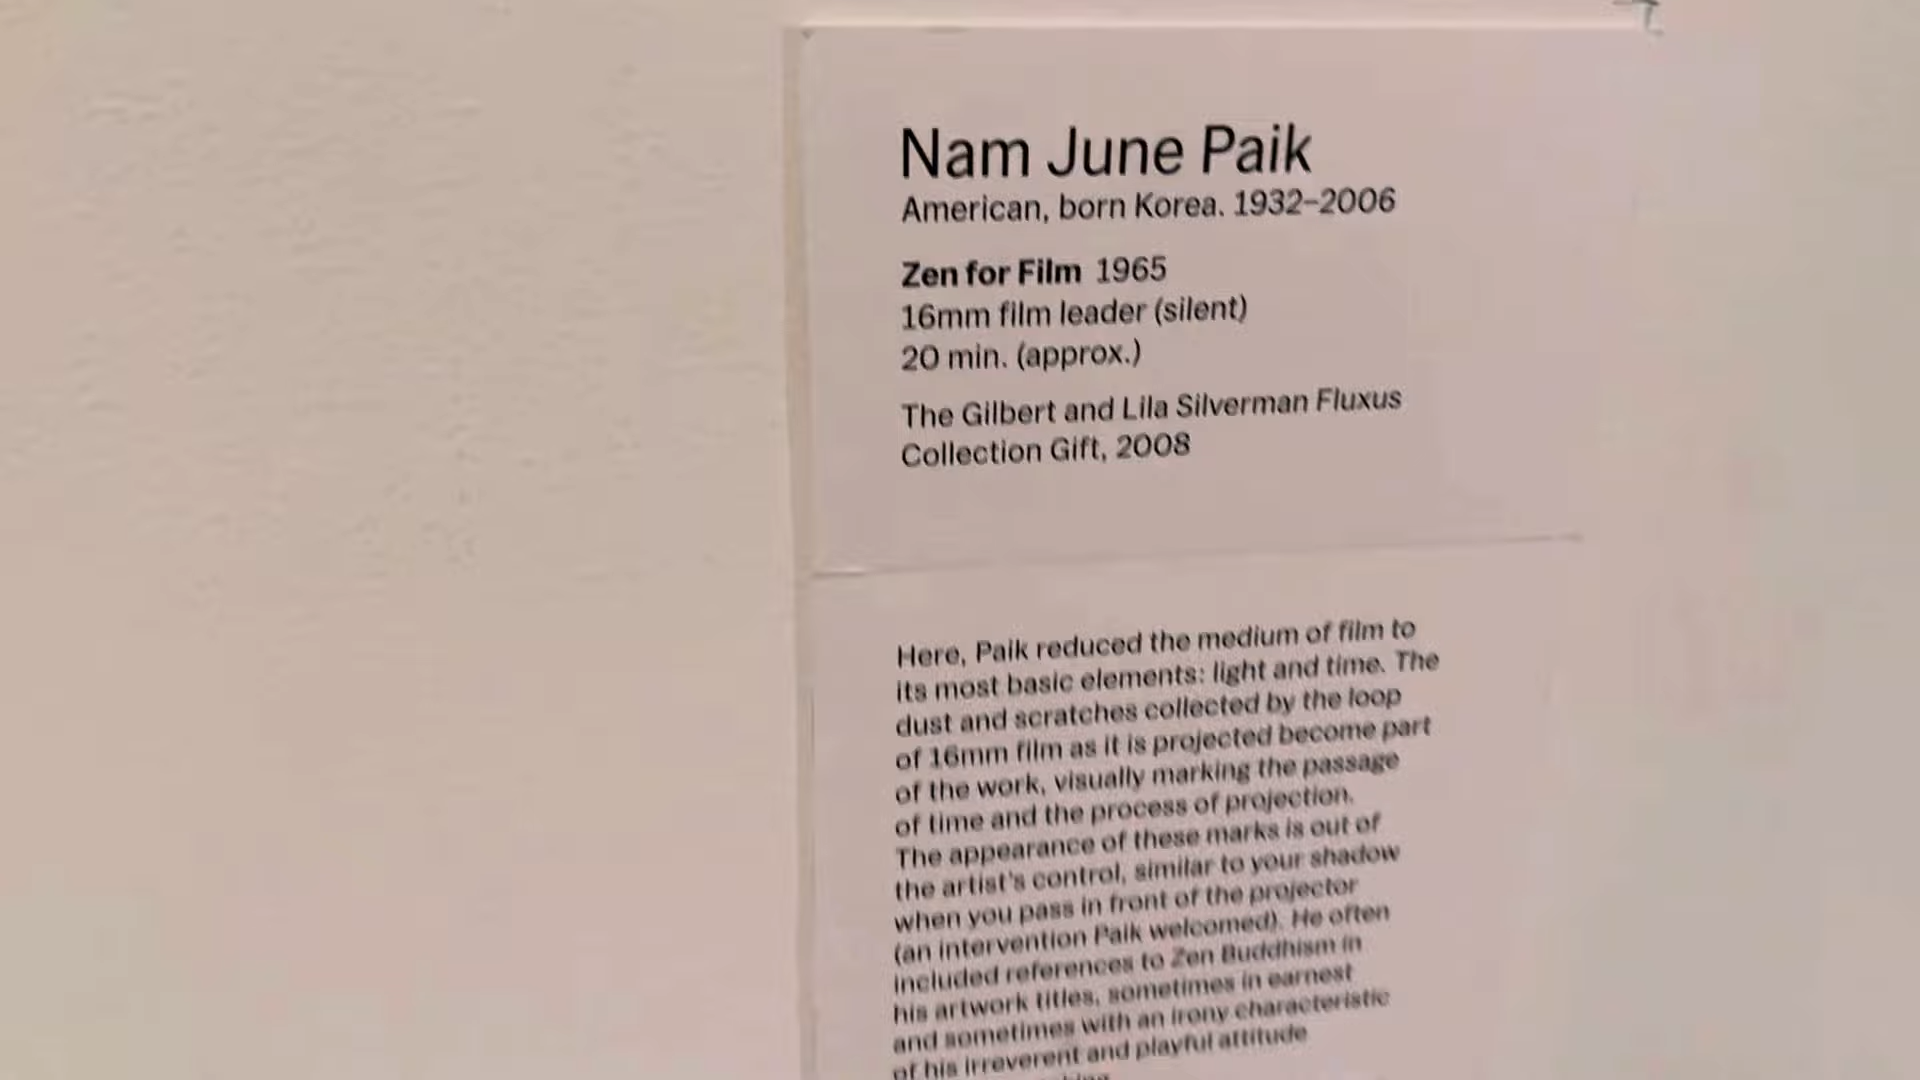 Nam June Paik
American, born Korea. 1932–2006
Zen for Film 1965
16mm film leader (silent)
20 min. (approx.)
The Gilbert and Lila Silverman Fluxus
Collection Gift, 2008
Here, Paik reduced the medium of film to
its most basic elements: light and time. The
dust and scratches collected by the loop
of 16mm film as it is projected become part
of the work, visually marking the passage
of time and the process of projection.
The appearance of these marks is out of
the artist's control, similar to your shadow
when you pass in front of the projector
(an intervention Paik welcomed). He often
included references to Zen Buddhism in
his artwork titles, sometimes in earnest
and sometimes with an irony characteristic
of his irreverent and playful attitude